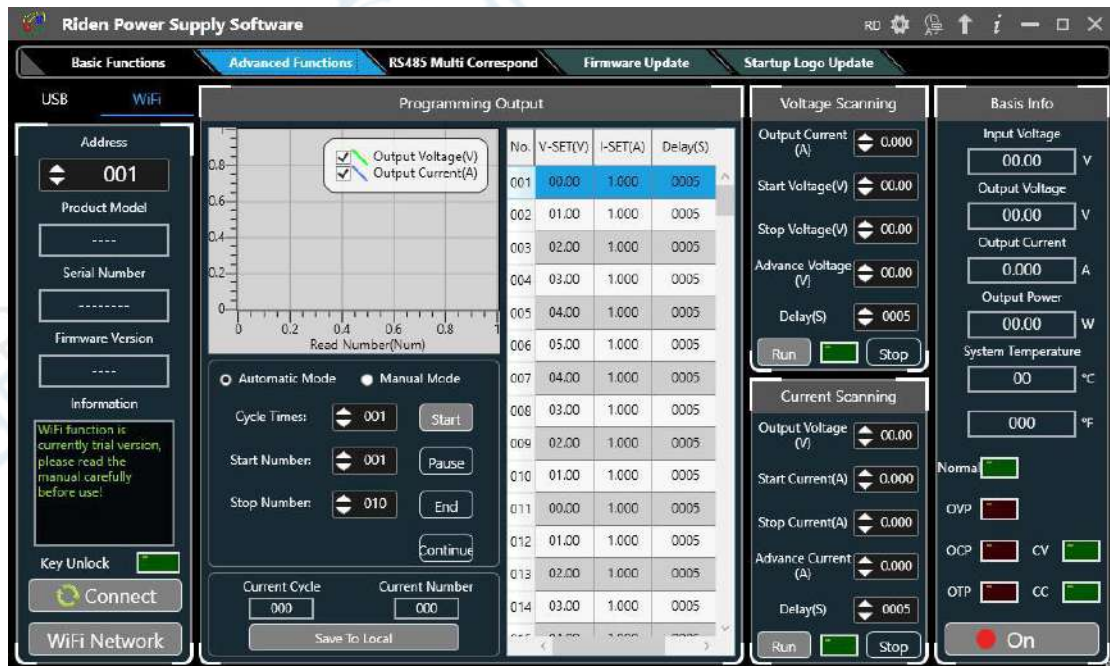 Riden Power Supply Software
RD
Basic Functions
Advanced Functions
RS485 Multi Correspond
Firmware Update
Startup Logo Update
USB
WiFi
Address
001
Product Model
----
Serial Number
--------
Firmware Version
----
Information
WiFi function is
currently trial version,
please read the
manual carefully
before use!
Key Unlock
Connect
WiFi Network
Programming Output
Output Voltage(V)
Output Current(A)
1
0.8
0.6
0.4
0.2
0
0 0.2 0.4 0.6 0.8 1
Read Number(Num)
Automatic Mode
Manual Mode
Cycle Times: 001 Start
Start Number: 001 Pause
Stop Number: 010 End
Continue
Current Cycle
000
Current Number
000
Save To Local
No. V-SET(V) I-SET(A) Delay(S)
001 00.00 1.000 0005
002 01.00 1.000 0005
003 02.00 1.000 0005
004 03.00 1.000 0005
005 04.00 1.000 0005
006 05.00 1.000 0005
007 04.00 1.000 0005
008 03.00 1.000 0005
009 02.00 1.000 0005
010 01.00 1.000 0005
011 00.00 1.000 0005
012 01.00 1.000 0005
013 02.00 1.000 0005
014 03.00 1.000 0005
Voltage Scanning
Output Current
(A)
0.000
Start Voltage(V) 00.00
Stop Voltage(V) 00.00
Advance Voltage
(V)
00.00
Delay(S) 0005
Run Stop
Current Scanning
Output Voltage
(V)
00.00
Start Current(A) 0.000
Stop Current(A) 0.000
Advance Current
(A)
0.000
Delay(S) 0005
Run Stop
Basis Info
Input Voltage
00.00 V
Output Voltage
00.00 V
Output Current
0.000 A
Output Power
00.00 W
System Temperature
00 °C
000 °F
Normal
OVP
OCP CV
OTP CC
On